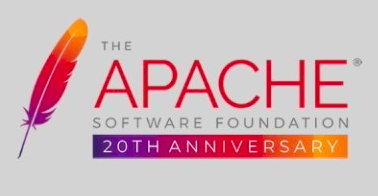 THE
APACHE®
SOFTWARE FOUNDATION
20TH ANNIVERSARY